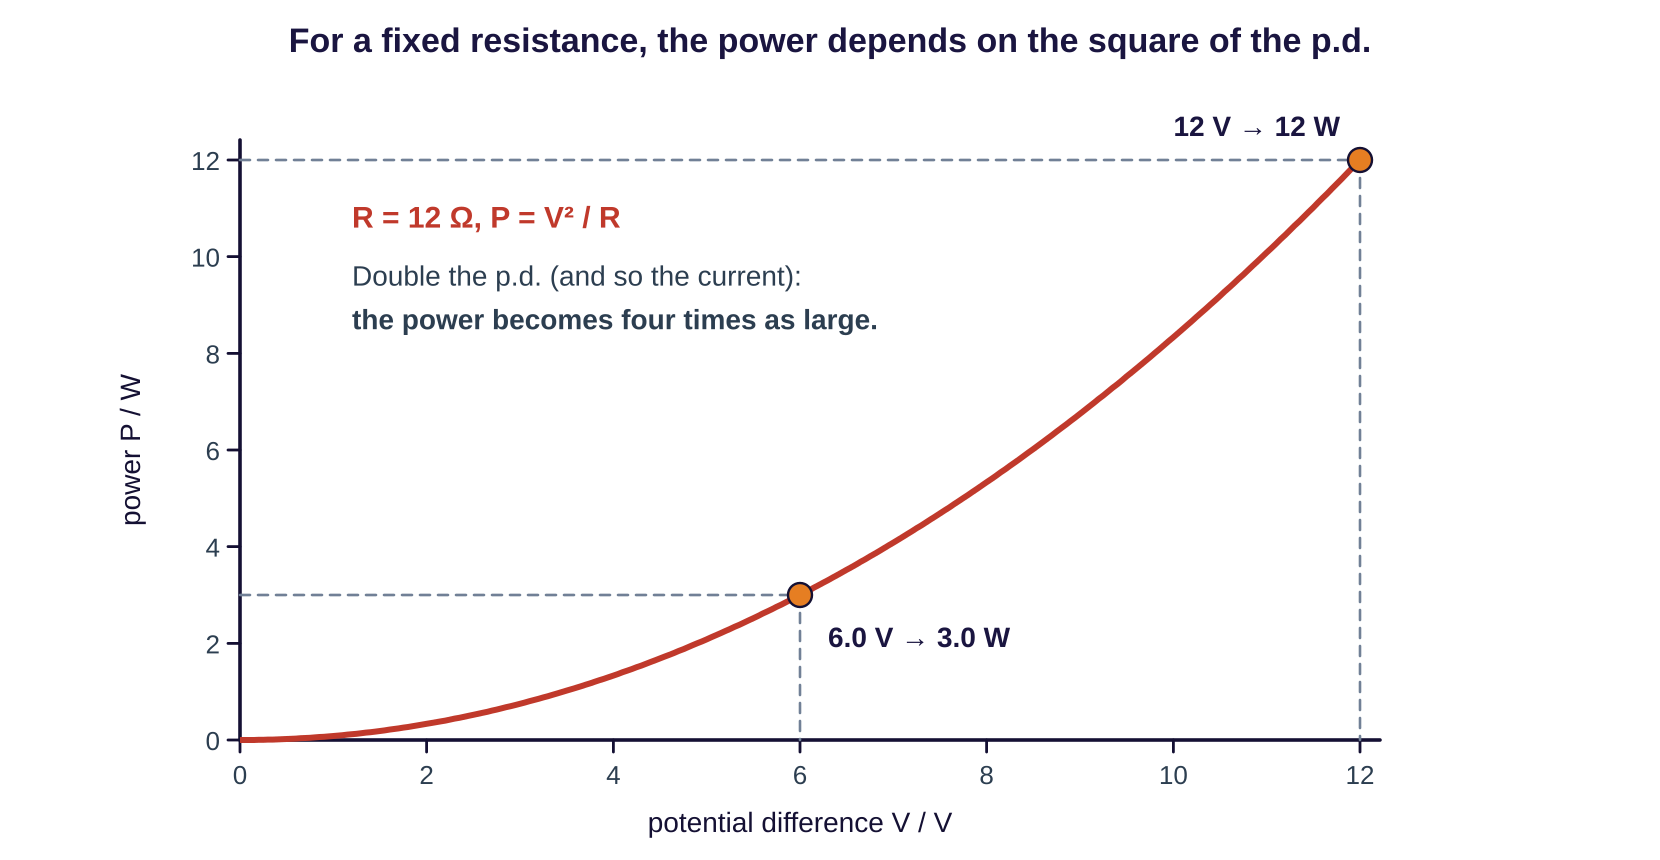 For a fixed resistance, the power depends on the square of the p.d.
12 V → 12 W
12
R = 12 Ω, P = V² / R
10
Double the p.d. (and so the current):
the power becomes four times as large.
8
power P / W
6
4
6.0 V → 3.0 W
2
0
0 2 4 6 8 10 12
potential difference V / V